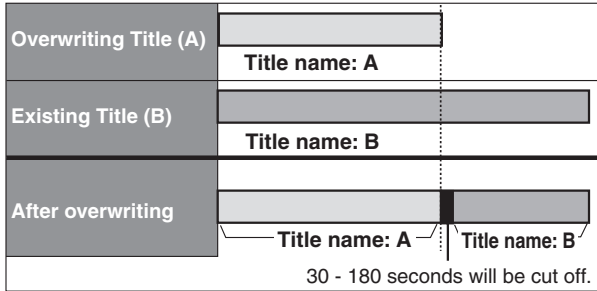 Overwriting Title (A)
Title name: A
Existing Title (B)
Title name: B
After overwriting
Title name: A
Title name: B
30 - 180 seconds will be cut off.